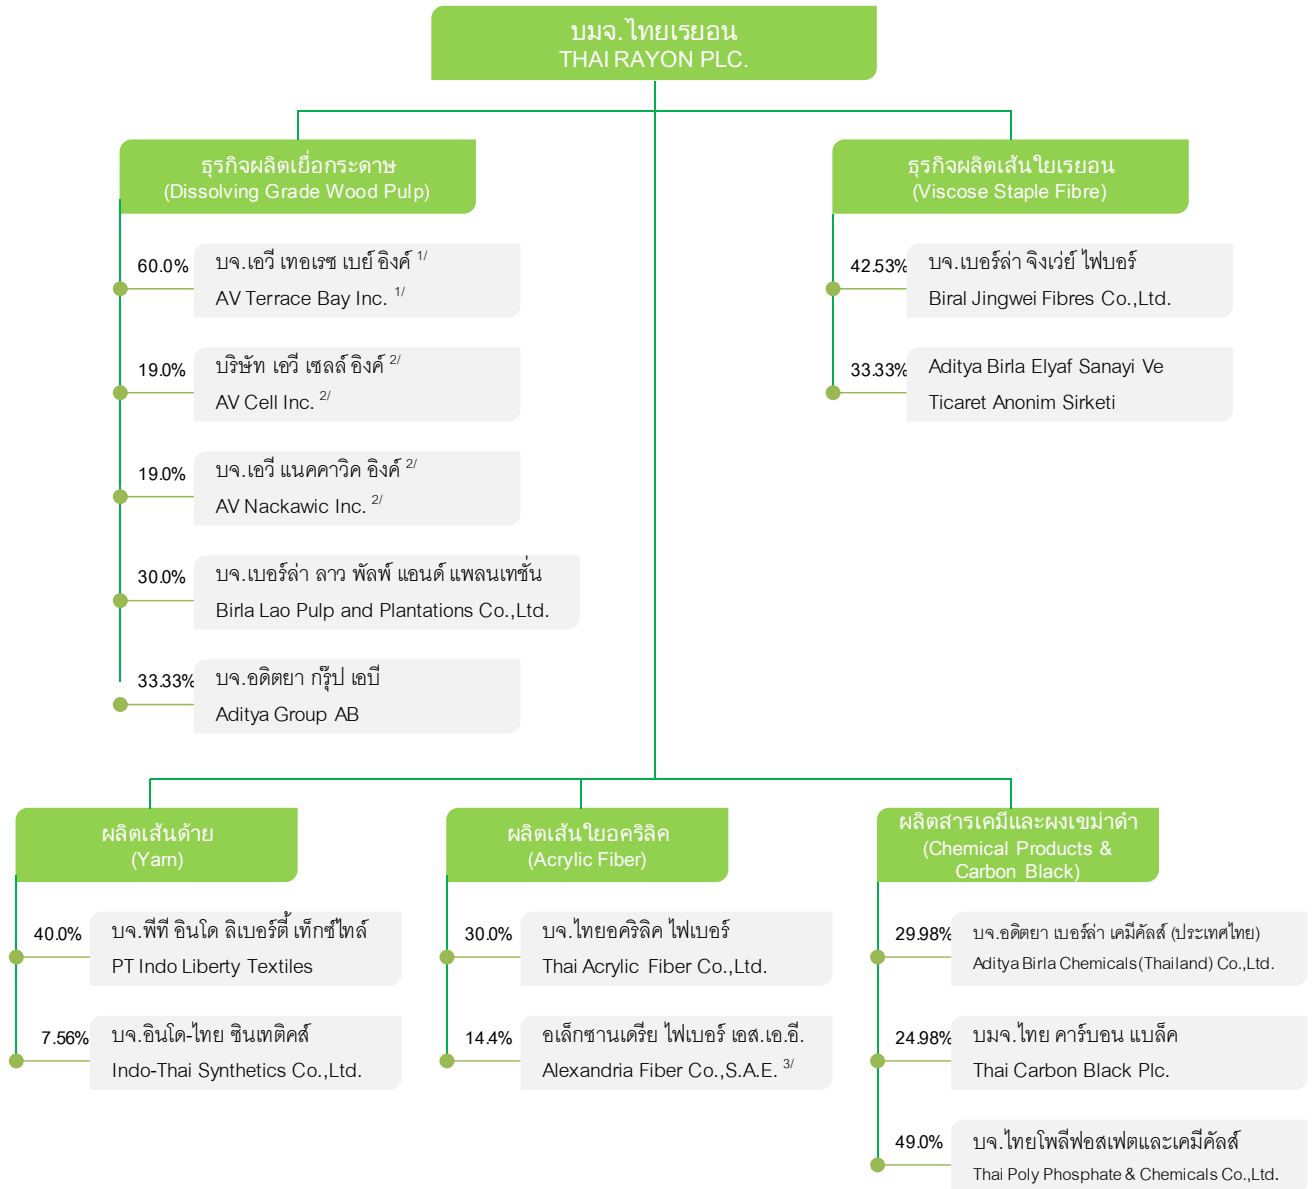 บมจ.ไทยเรยอน
THAI RAYON PLC.
ธุรกิจผลิตเยื่อกระดาษ
(Dissolving Grade Wood Pulp)
60.0%
บจ.เอวี เทอเรซ เบย์ อิงค์ 1/
AV Terrace Bay Inc. 1/
19.0%
บริษัท เอวี เซลล์ อิงค์ 2/
AV Cell Inc. 2/
19.0%
บจ.เอวี แนคคาวิค อิงค์ 2/
AV Nackawic Inc. 2/
30.0%
บจ.เบอร์ล่า ลาว พัลพ์ แอนด์ แพลนเทชั่น
Birla Lao Pulp and Plantations Co.,Ltd.
33.33%
บจ.อดิตยา กรุ๊ป เอบี
Aditya Group AB
ธุรกิจผลิตเส้นใยเรยอน
(Viscose Staple Fibre)
42.53%
บจ.เบอร์ล่า จิงเว่ย์ ไฟเบอร์
Biral Jingwei Fibres Co.,Ltd.
33.33%
Aditya Birla Elyaf Sanayi Ve
Ticaret Anonim Sirketi
ผลิตเส้นด้าย
(Yarn)
40.0%
บจ.พีที อินโด ลิเบอร์ตี้ เท็กซ์ไทล์
PT Indo Liberty Textiles
7.56%
บจ.อินโด-ไทย ซินเทติคส์
Indo-Thai Synthetics Co.,Ltd.
ผลิตเส้นใยอคริลิค
(Acrylic Fiber)
30.0%
บจ.ไทยอคริลิค ไฟเบอร์
Thai Acrylic Fiber Co.,Ltd.
14.4%
อเล็กซานเดรีย ไฟเบอร์ เอส.เอ.อี.
Alexandria Fiber Co.,S.A.E. 3/
ผลิตสารเคมีและผงเขม่าดำ
(Chemical Products &
Carbon Black)
29.98%
บจ.อดิตยา เบอร์ล่า เคมีคัลส์ (ประเทศไทย)
Aditya Birla Chemicals(Thailand) Co.,Ltd.
24.98%
บมจ.ไทย คาร์บอน แบล็ค
Thai Carbon Black Plc.
49.0%
บจ.ไทยโพลีฟอสเฟตและเคมีคัลส์
Thai Poly Phosphate & Chemicals Co.,Ltd.